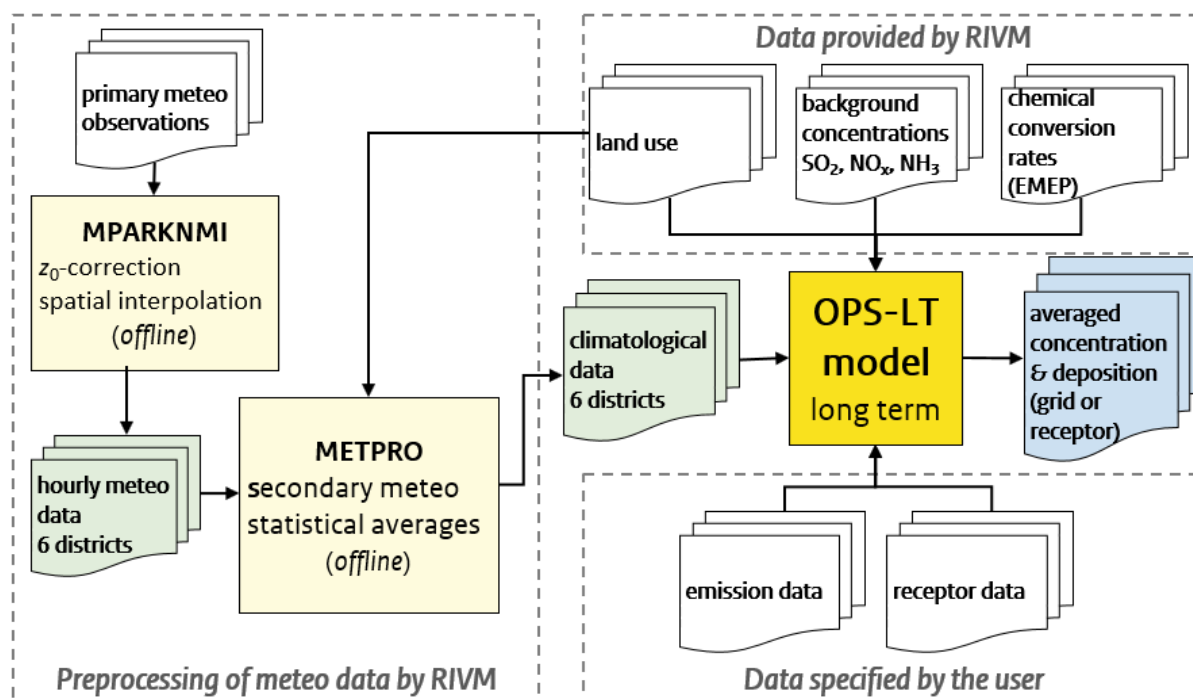 primary meteo
observations
MPARKNMI
z₀-correction
spatial interpolation
(offline)
hourly meteo
data
6 districts
METPRO
secondary meteo
statistical averages
(offline)
Preprocessing of meteo data by RIVM
Data provided by RIVM
land use
background
concentrations
SO₂, NOₓ, NH₃
chemical
conversion
rates
(EMEP)
climatological
data
6 districts
OPS-LT
model
long term
averaged
concentration
& deposition
(grid or
receptor)
emission data
receptor data
Data specified by the user